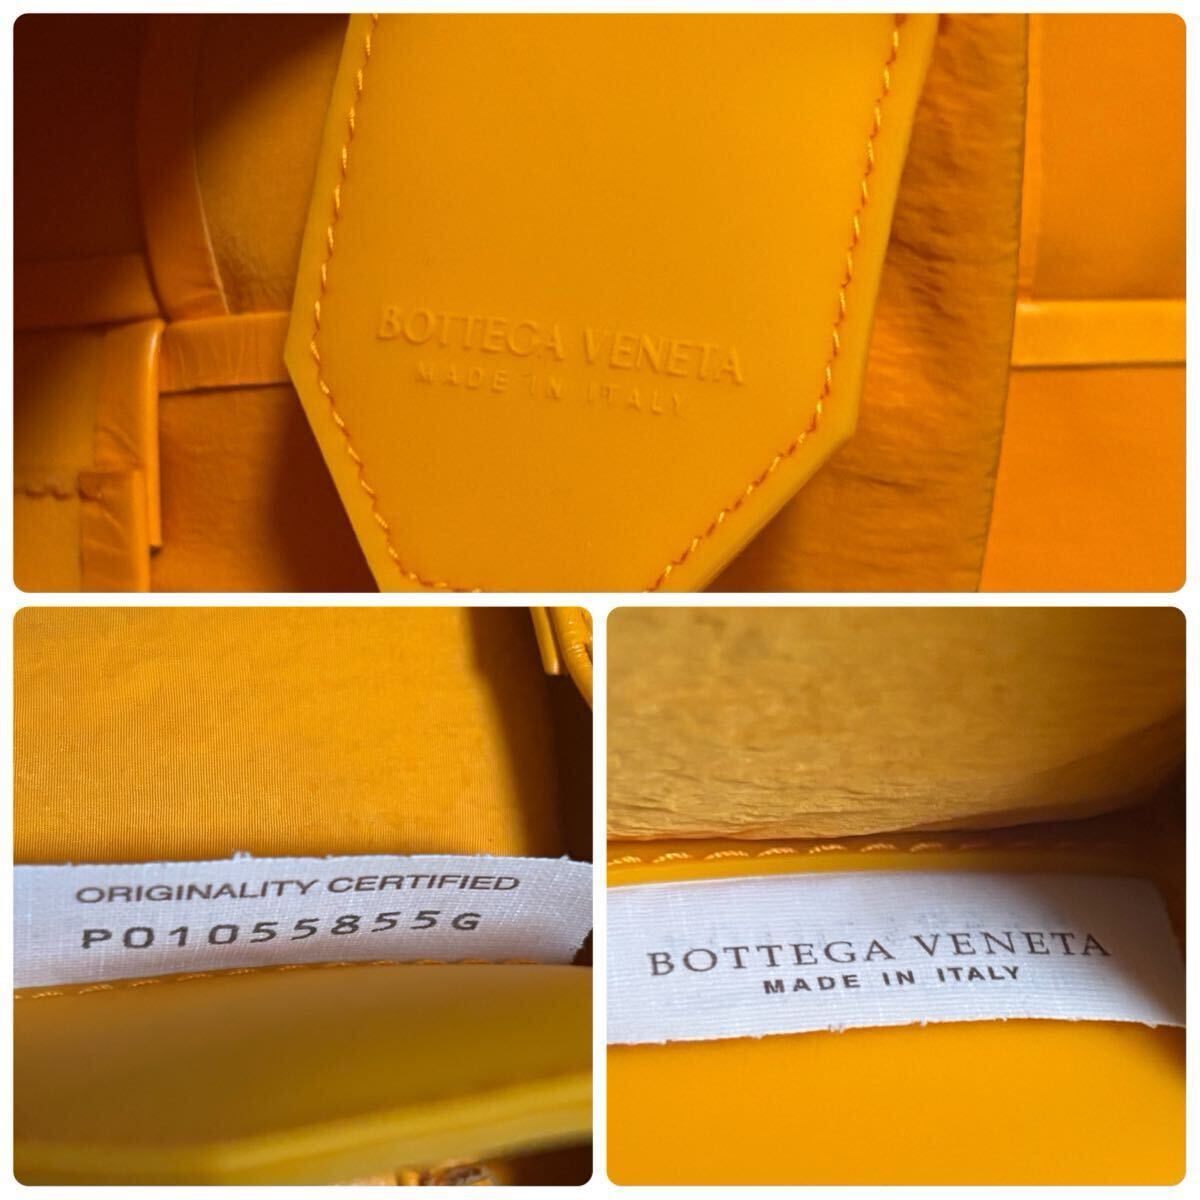 BOTTEGA VENETA
MADE IN ITALY
ORIGINALITY CERTIFIED
P01055855G
BOTTEGA VENETA
MADE IN ITALY